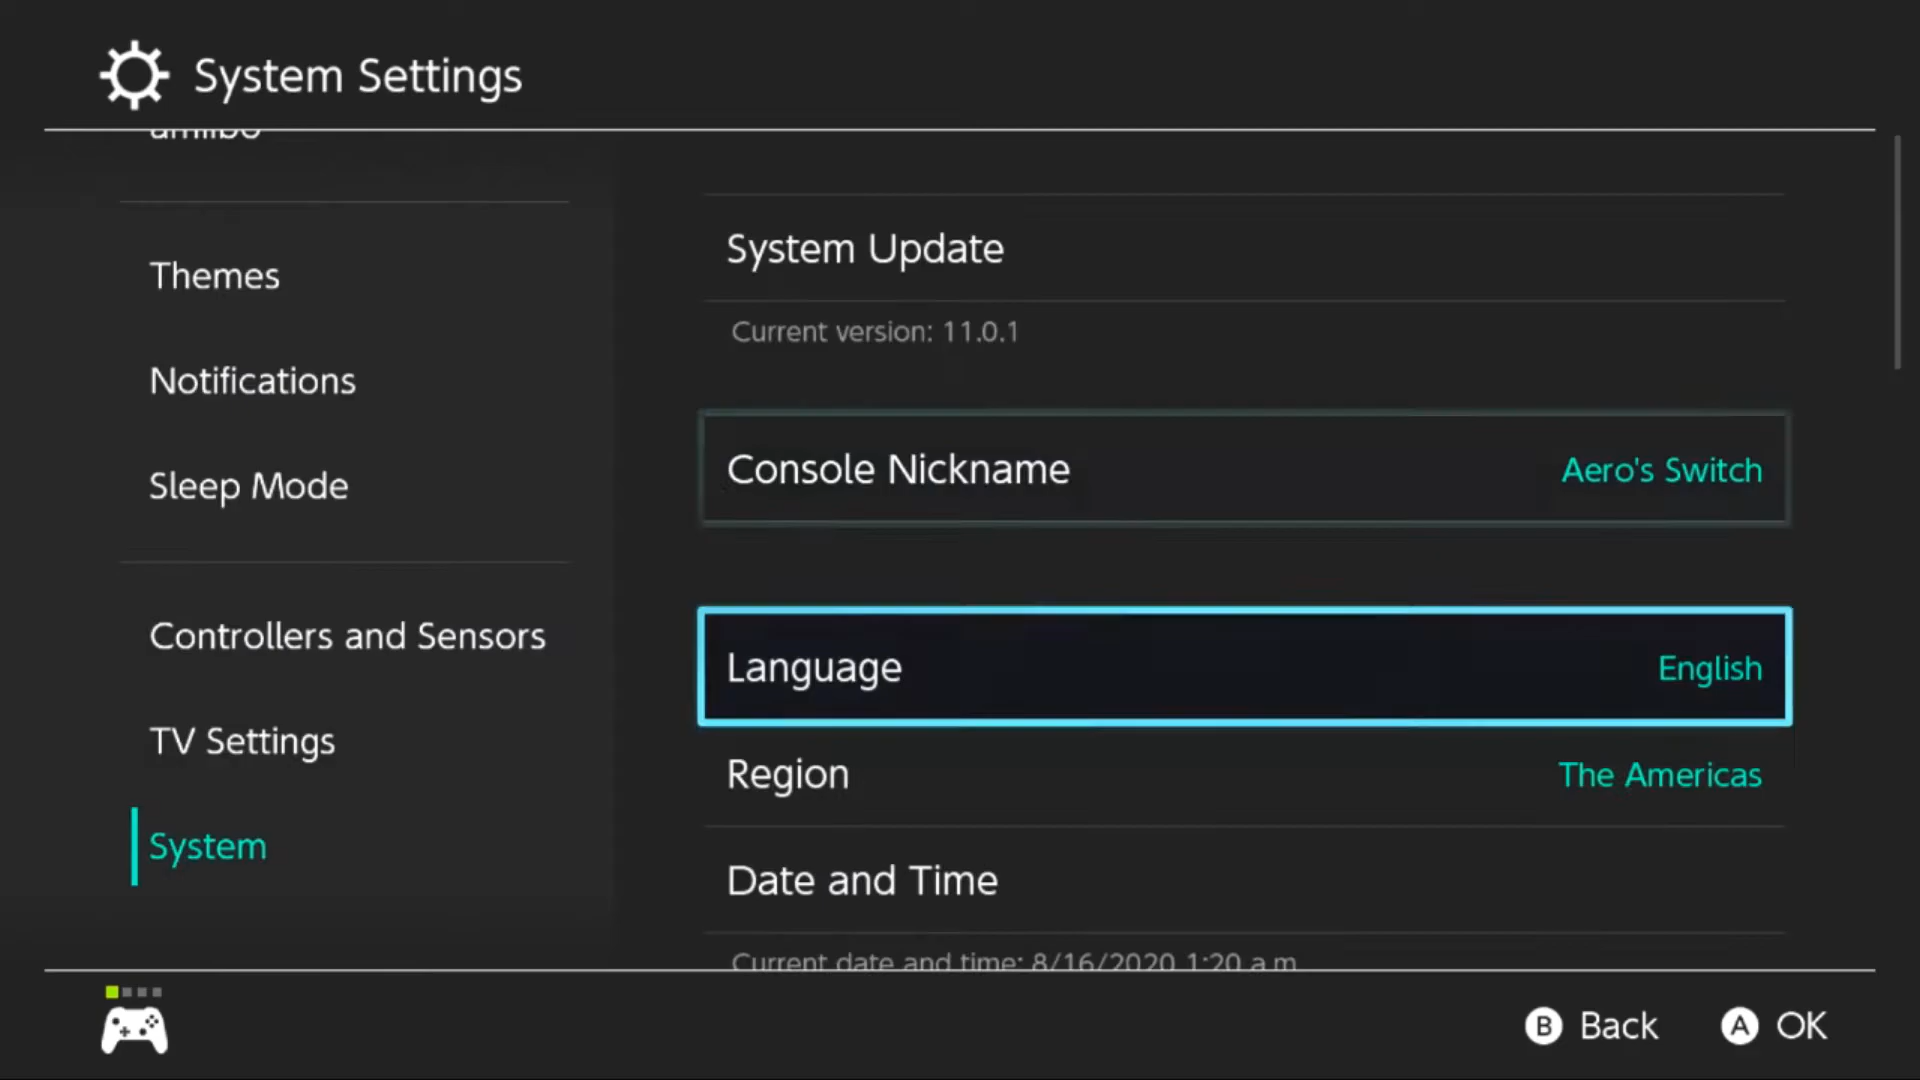 System Settings
amiibo
Themes
Notifications
Sleep Mode
Controllers and Sensors
TV Settings
System
System Update
Current version: 11.0.1
Console Nickname Aero's Switch
Language English
Region The Americas
Date and Time
Current date and time: 8/16/2020 1:20 a.m
B Back A OK